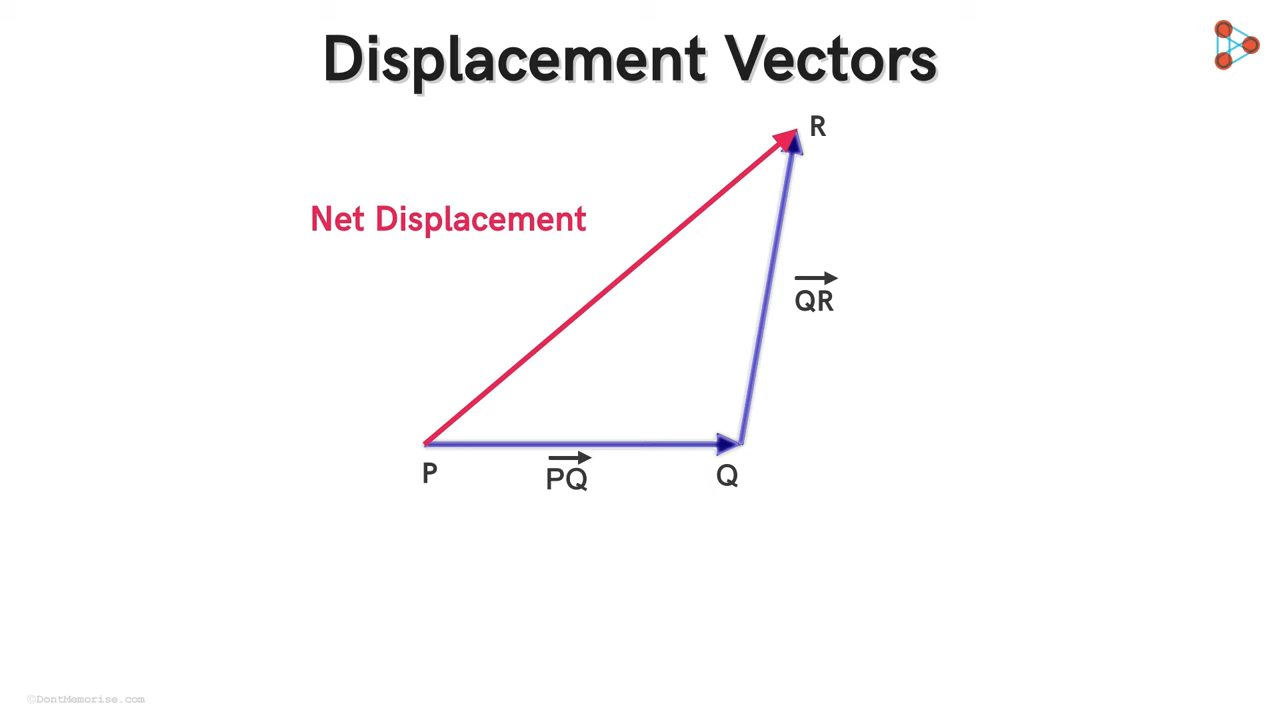 Displacement Vectors
R
Net Displacement
QR
P
PQ
Q
©DontMemorise.com